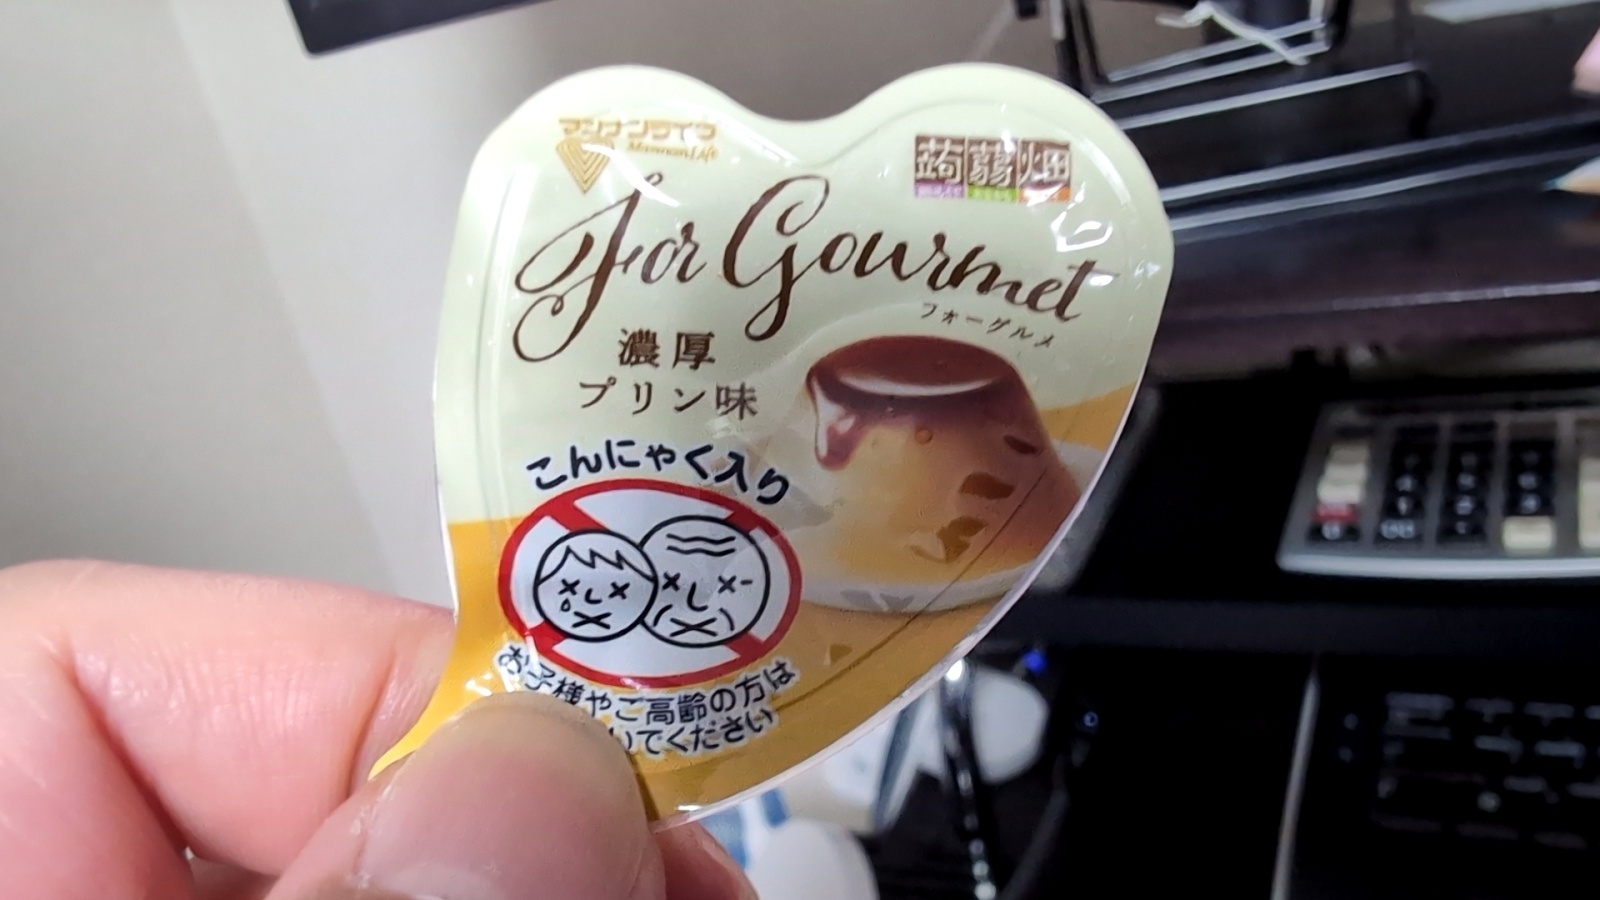 マンナンライフ
MannanLife
蒟蒻畑
For Gourmet
フォーグルメ
濃厚
プリン味
こんにゃく入り
お子様やご高齢の方は
いでください